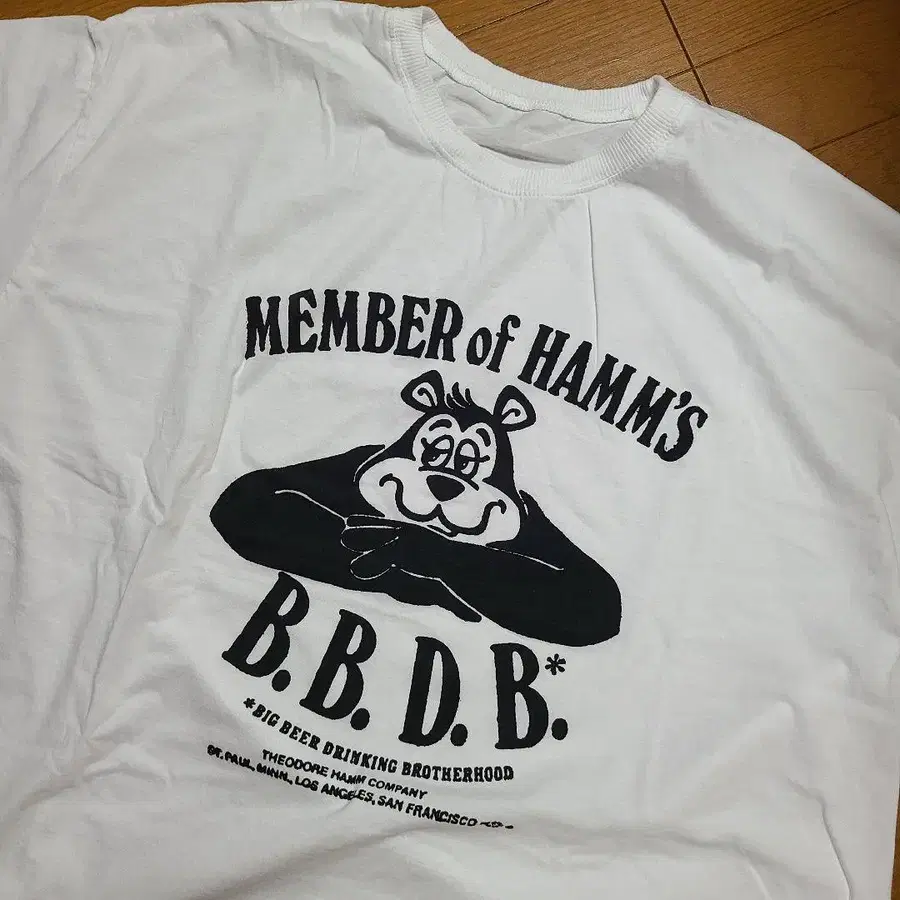 MEMBER of HAMM'S
B.B.D.B.*
*BIG BEER DRINKING BROTHERHOOD
THEODORE HAMM COMPANY
ST. PAUL, MINN., LOS ANGELES, SAN FRANCISCO